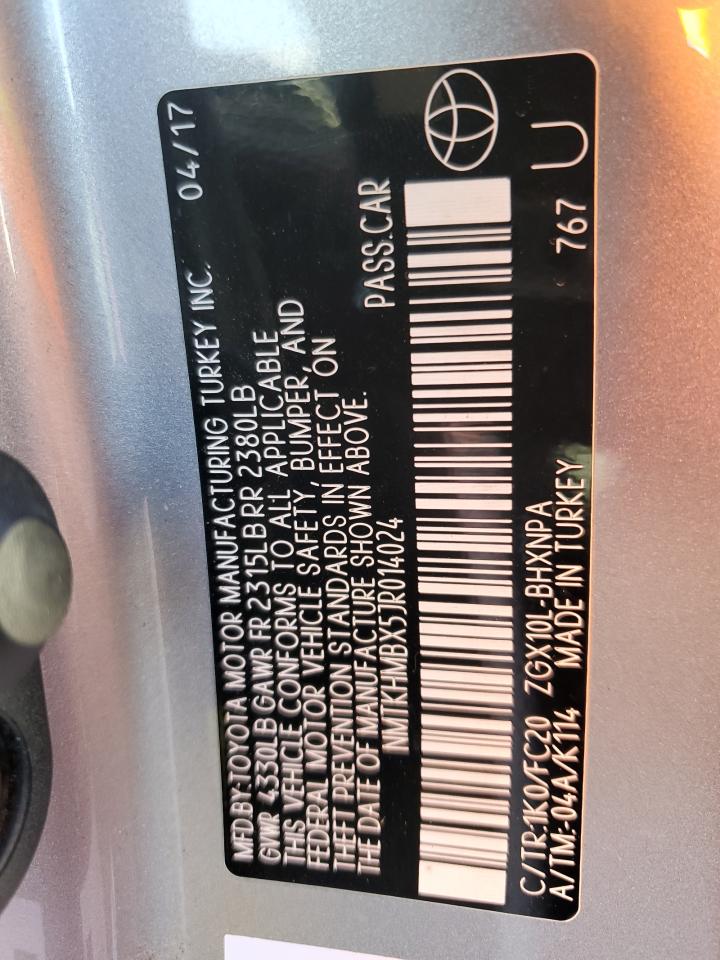 MFD.BY:TOYOTA MOTOR MANUFACTURING TURKEY INC. 04/17
GVWR 4330LB GAWR FR 2315LB RR 2380LB
THIS VEHICLE CONFORMS TO ALL APPLICABLE
FEDERAL MOTOR VEHICLE SAFETY, BUMPER, AND
THEFT PREVENTION STANDARDS IN EFFECT ON
THE DATE OF MANUFACTURE SHOWN ABOVE.
NMTKHMBX5JR014024 PASS.CAR
C/TR:1K0/FC20 ZGX10L-BHXNPA 767 U
A/TM:-04A/K114 MADE IN TURKEY